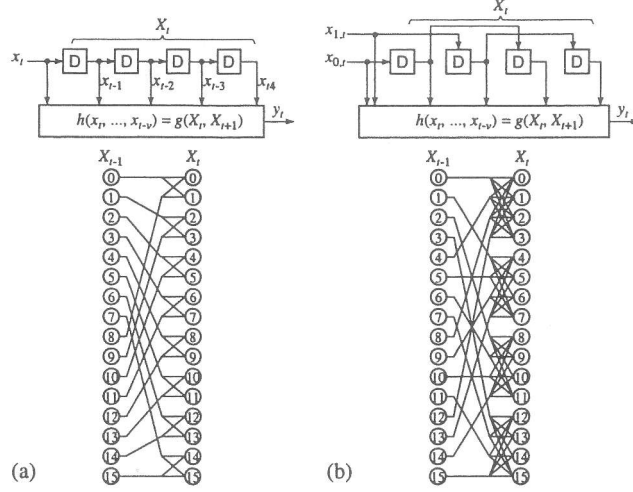 X_t
x_t D D D D
x_{t-1} x_{t-2} x_{t-3} x_{t4}
h(x_t, ..., x_{t-v}) = g(X_t, X_{t+1}) y_t
X_{t-1} X_t
0 0
1 1
2 2
3 3
4 4
5 5
6 6
7 7
8 8
9 9
10 10
11 11
12 12
13 13
14 14
15 15
(a)
X_t
x_{1,t}
x_{0,t} D D D D
h(x_t, ..., x_{t-v}) = g(X_t, X_{t+1}) y_t
X_{t-1} X_t
0 0
1 1
2 2
3 3
4 4
5 5
6 6
7 7
8 8
9 9
10 10
11 11
12 12
13 13
14 14
15 15
(b)